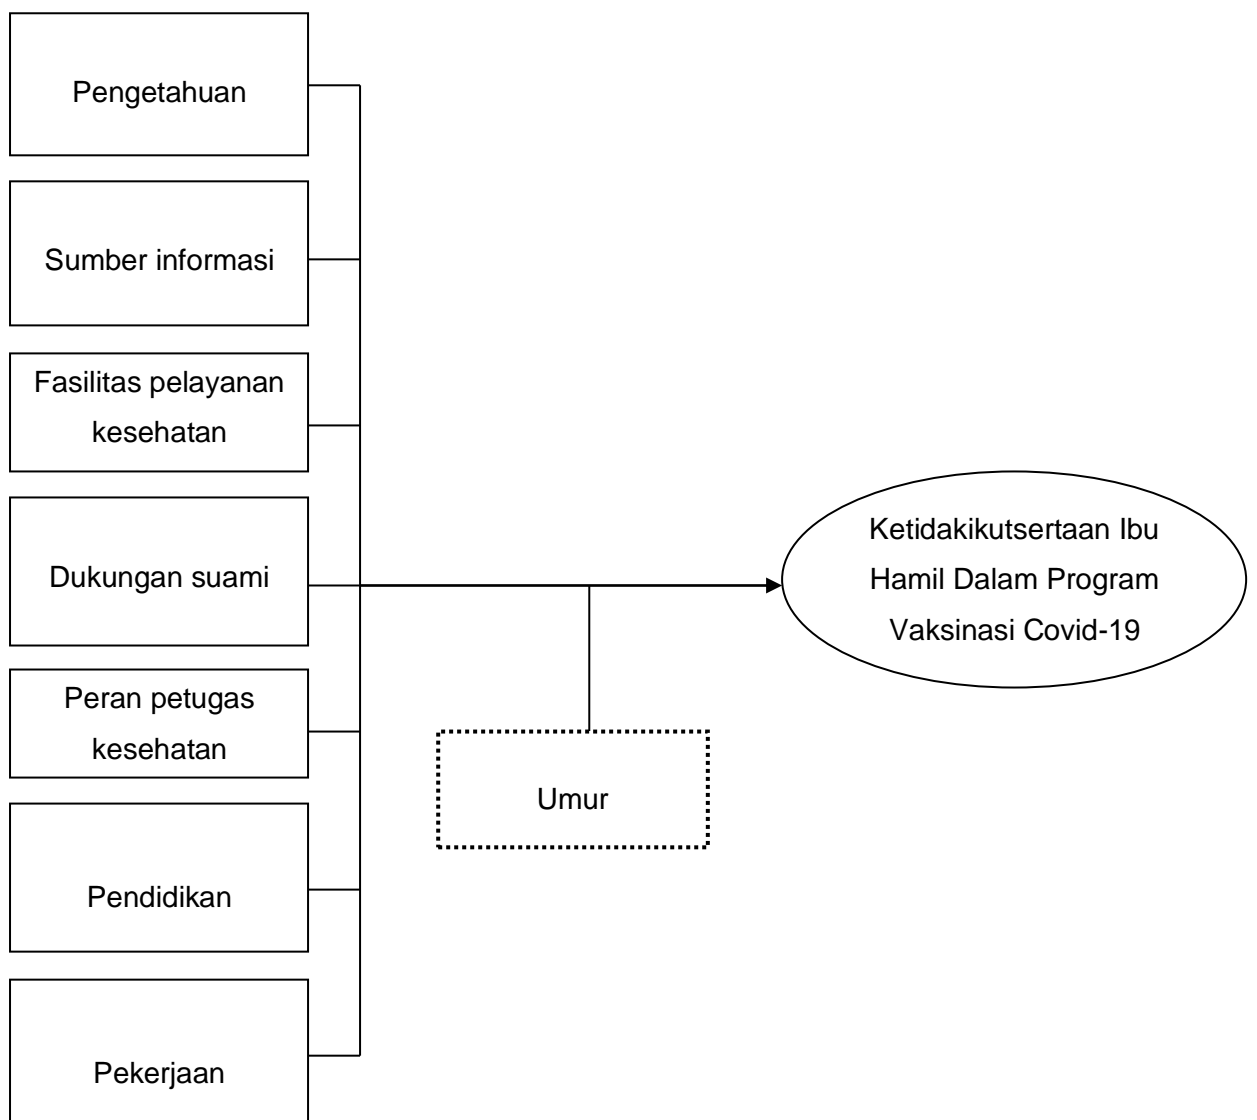 Pengetahuan
Sumber informasi
Fasilitas pelayanan
kesehatan
Dukungan suami
Peran petugas
kesehatan
Pendidikan
Pekerjaan
Umur
Ketidakikutsertaan Ibu
Hamil Dalam Program
Vaksinasi Covid-19